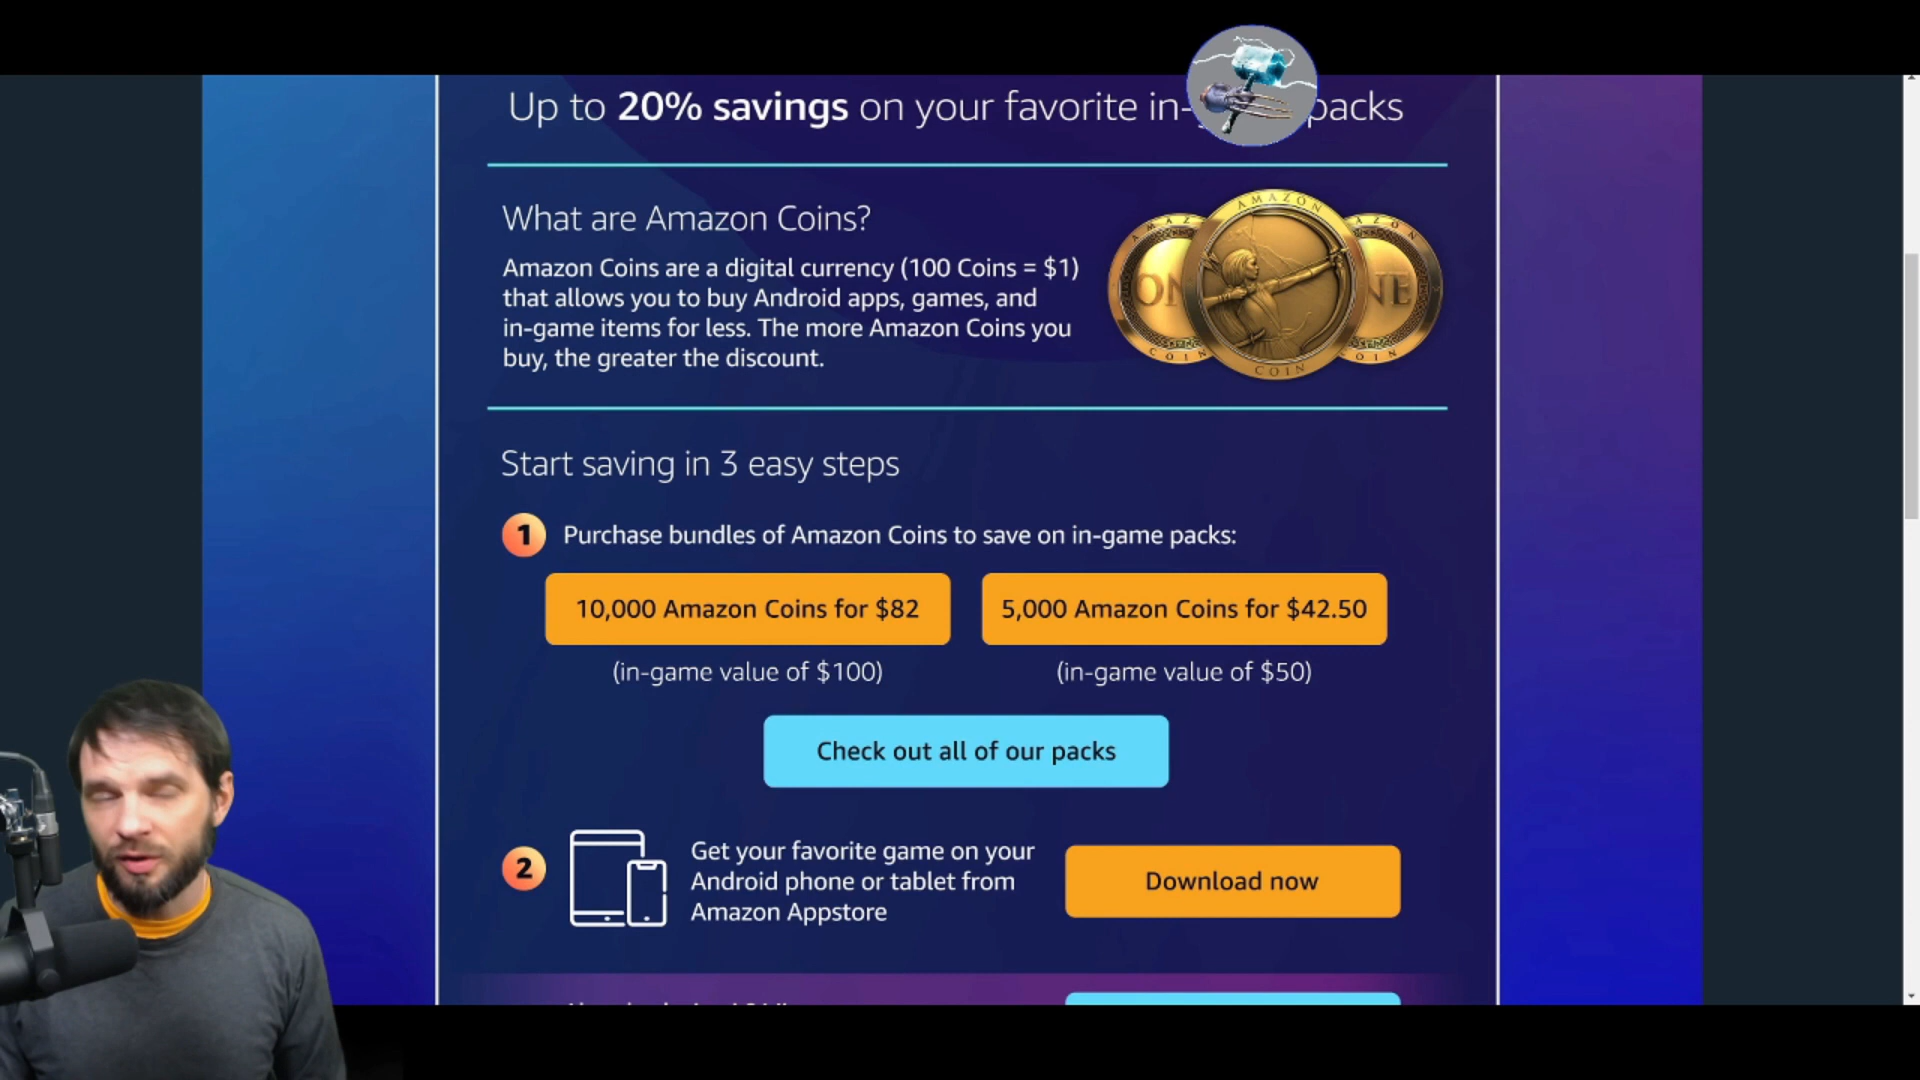 Up to 20% savings on your favorite in- packs
What are Amazon Coins?
Amazon Coins are a digital currency (100 Coins = $1)
that allows you to buy Android apps, games, and
in-game items for less. The more Amazon Coins you
buy, the greater the discount.
AMAZON
COIN
Start saving in 3 easy steps
1 Purchase bundles of Amazon Coins to save on in-game packs:
10,000 Amazon Coins for $82
5,000 Amazon Coins for $42.50
(in-game value of $100)
(in-game value of $50)
Check out all of our packs
2
Get your favorite game on your
Android phone or tablet from
Amazon Appstore
Download now